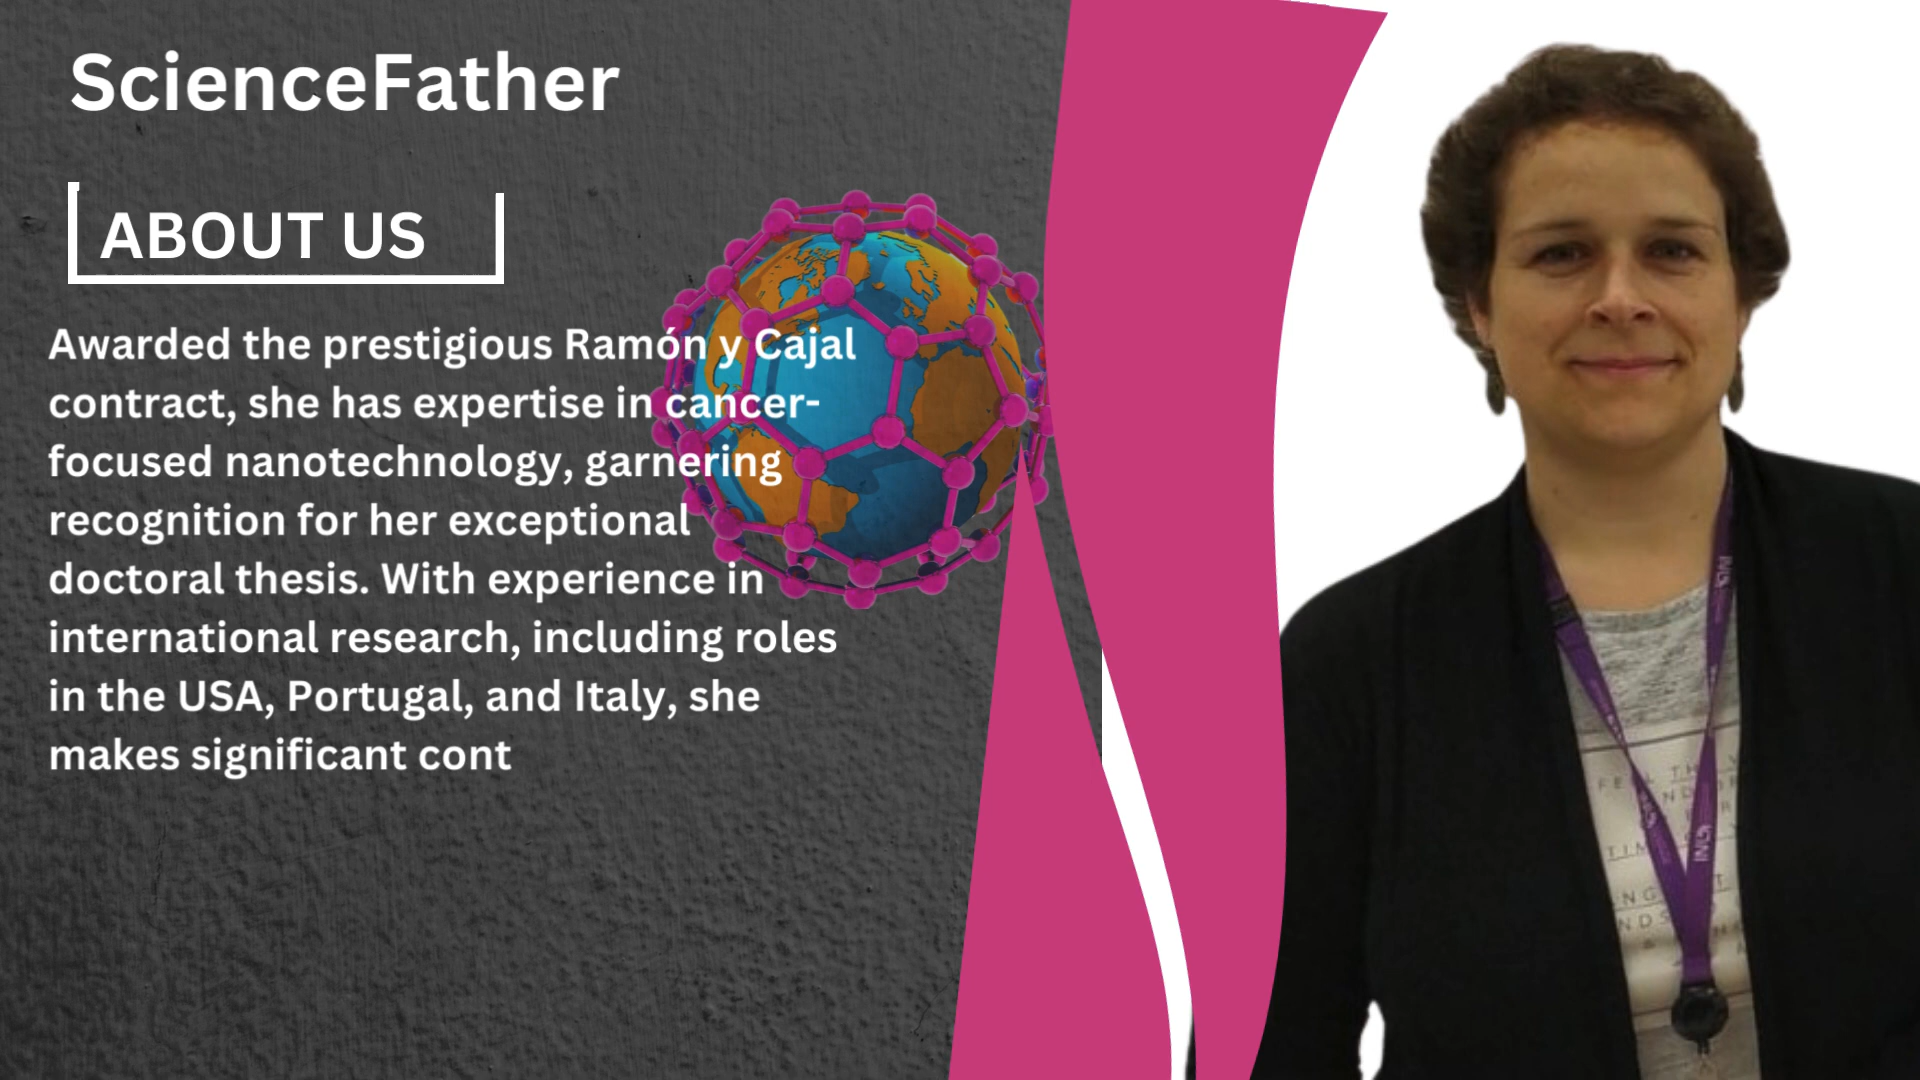 ScienceFather
ABOUT US
Awarded the prestigious Ramón y Cajal
contract, she has expertise in cancer-
focused nanotechnology, garnering
recognition for her exceptional
doctoral thesis. With experience in
international research, including roles
in the USA, Portugal, and Italy, she
makes significant cont
INL